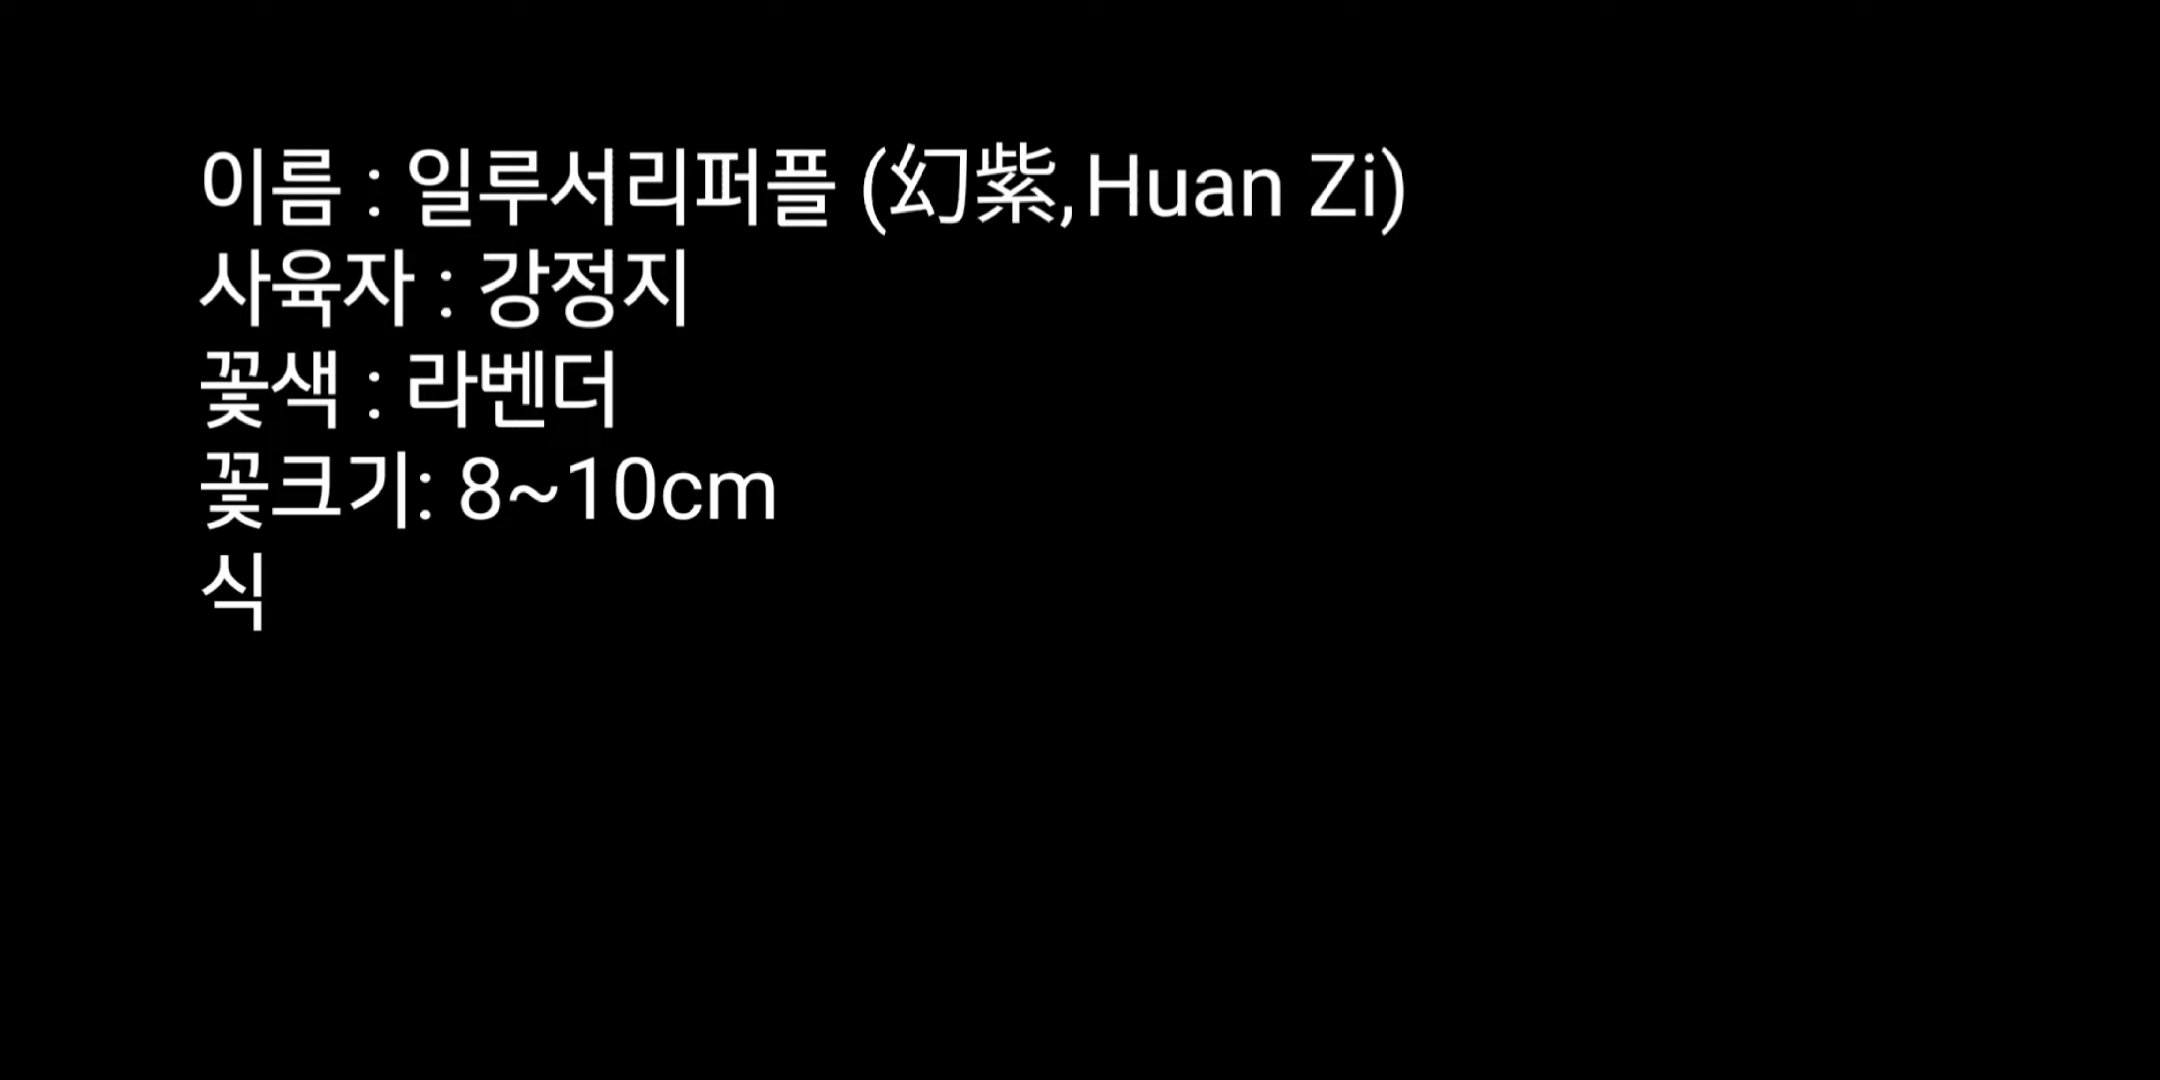 이름 : 일루서리퍼플 (幻紫,Huan Zi)
사육자 : 강정지
꽃색 : 라벤더
꽃크기: 8~10cm
식